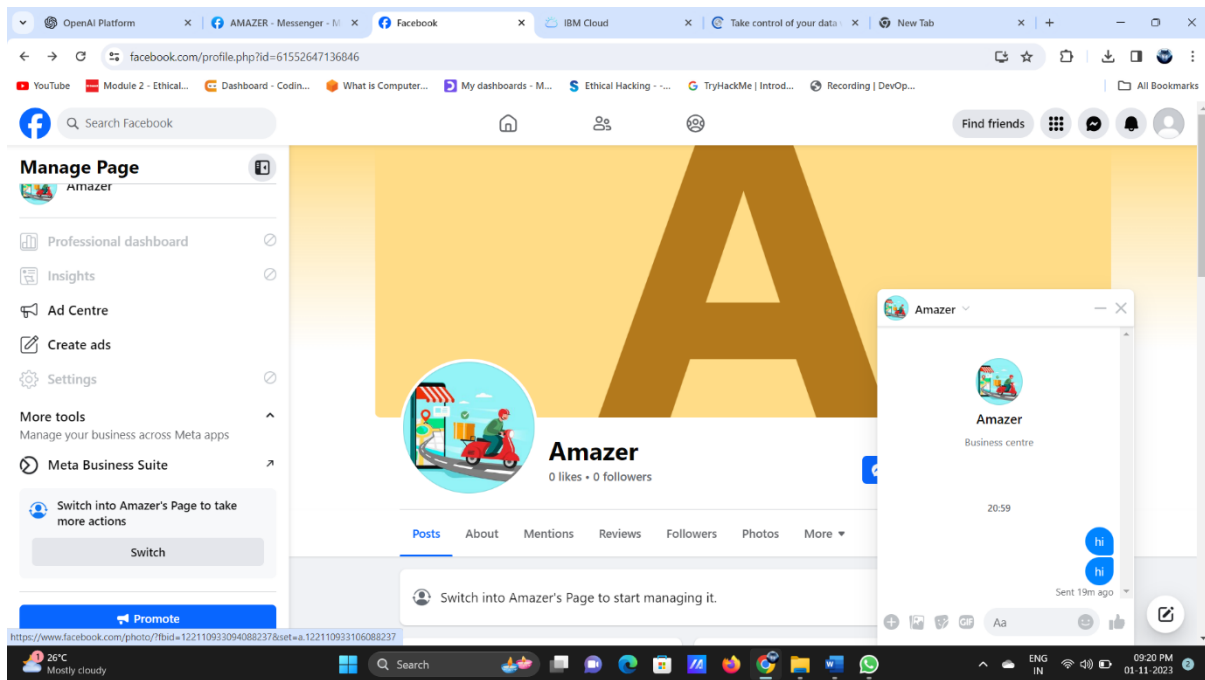 OpenAI Platform
AMAZER - Messenger - M
Facebook
IBM Cloud
Take control of your data
New Tab
facebook.com/profile.php?id=61552647136846
YouTube
Module 2 - Ethical...
Dashboard - Codin...
What is Computer...
My dashboards - M...
Ethical Hacking - -...
TryHackMe | Introd...
Recording | DevOp...
All Bookmarks
Search Facebook
Find friends
Manage Page
Amazer
Professional dashboard
Insights
Ad Centre
Create ads
Settings
More tools
Manage your business across Meta apps
Meta Business Suite
Switch into Amazer's Page to take
more actions
Switch
Promote
https://www.facebook.com/photo/?fbid=122110933094088237&set=a.122110933106088237
A
Amazer
0 likes • 0 followers
Posts
About
Mentions
Reviews
Followers
Photos
More
Switch into Amazer's Page to start managing it.
Amazer
Amazer
Business centre
20:59
hi
hi
Sent 19m ago
GIF
Aa
1
26°C
Mostly cloudy
Search
ENG
IN
09:20 PM
01-11-2023
2